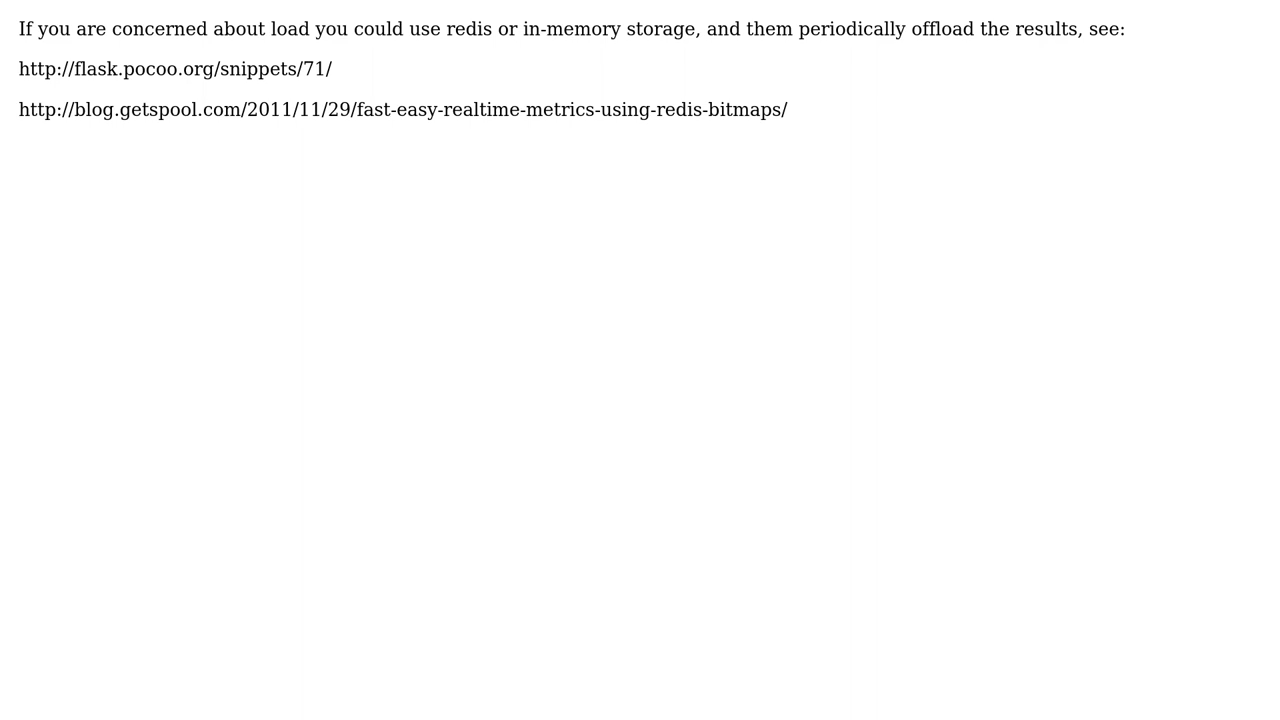 If you are concerned about load you could use redis or in-memory storage, and them periodically offload the results, see:
http://flask.pocoo.org/snippets/71/
http://blog.getspool.com/2011/11/29/fast-easy-realtime-metrics-using-redis-bitmaps/